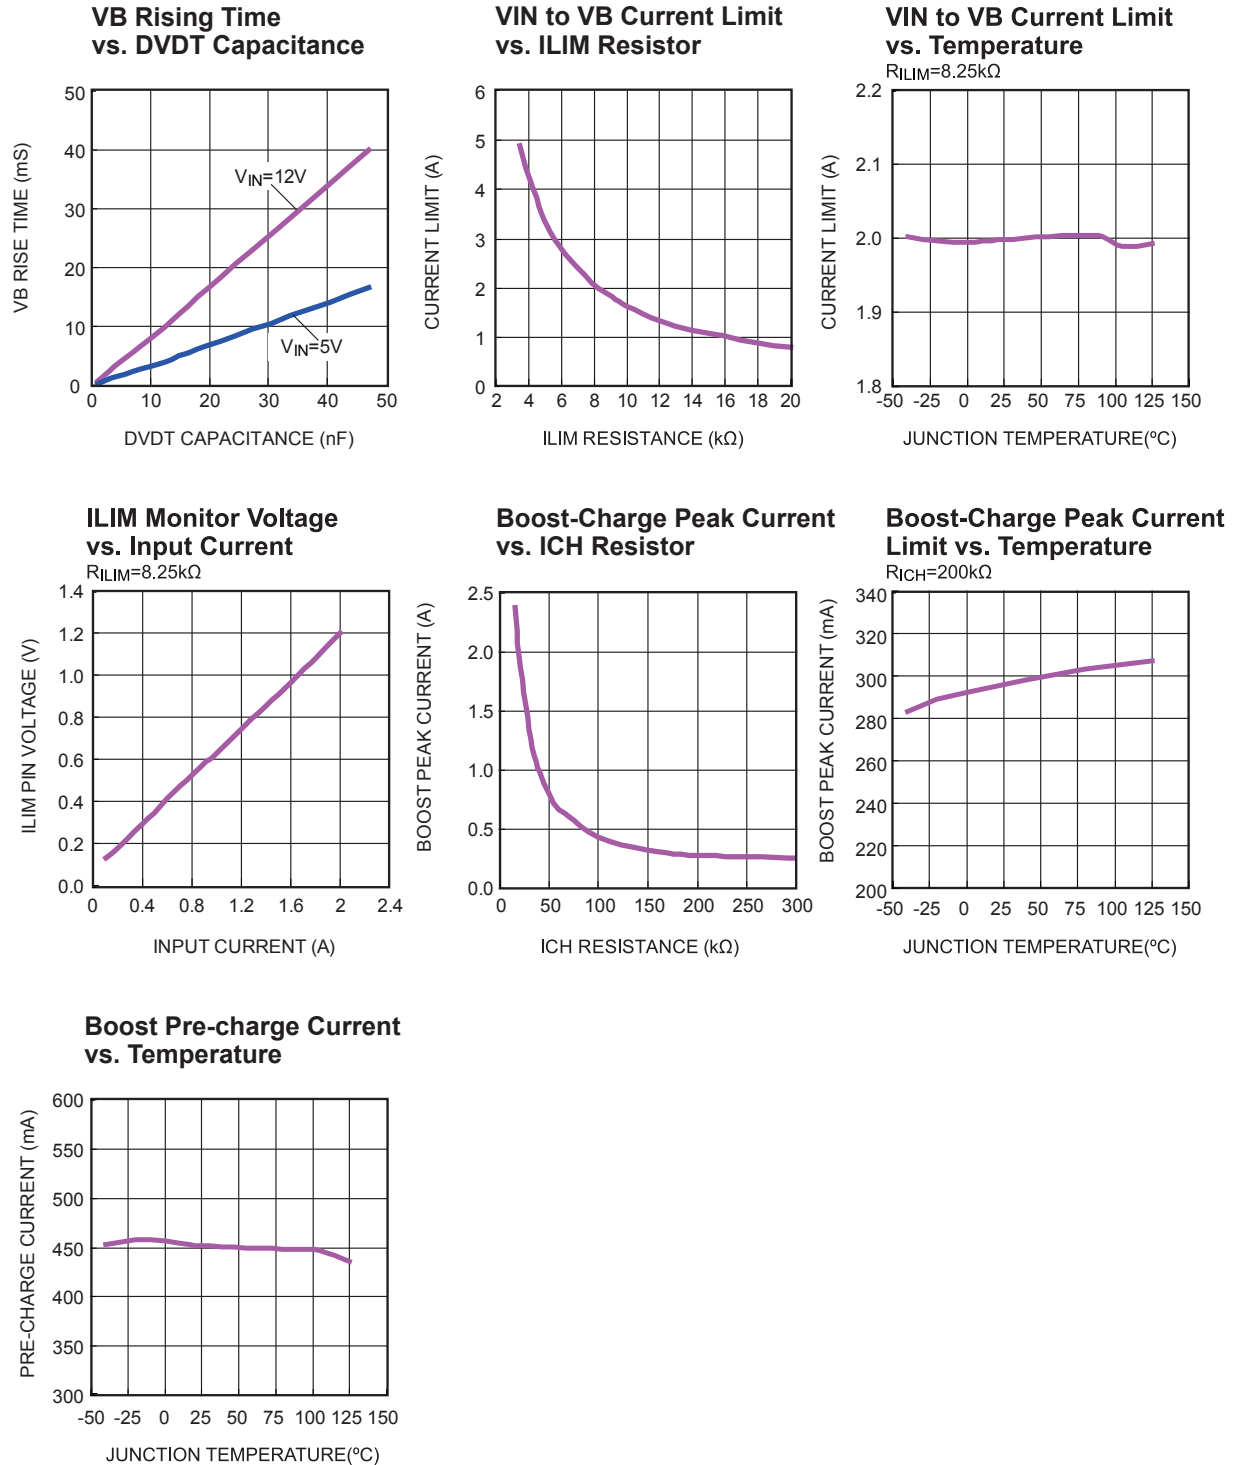 VB Rising Time
vs. DVDT Capacitance
50
40
30
20
10
0
VB RISE TIME (mS)
VIN=12V
VIN=5V
0 10 20 30 40 50
DVDT CAPACITANCE (nF)
VIN to VB Current Limit
vs. ILIM Resistor
6
5
4
3
2
1
0
CURRENT LIMIT (A)
2 4 6 8 10 12 14 16 18 20
ILIM RESISTANCE (kΩ)
VIN to VB Current Limit
vs. Temperature
RILIM=8.25kΩ
2.2
2.1
2.0
1.9
1.8
CURRENT LIMIT (A)
-50 -25 0 25 50 75 100 125 150
JUNCTION TEMPERATURE(ºC)
ILIM Monitor Voltage
vs. Input Current
RILIM=8.25kΩ
1.4
1.2
1.0
0.8
0.6
0.4
0.2
0.0
ILIM PIN VOLTAGE (V)
0 0.4 0.8 1.2 1.6 2 2.4
INPUT CURRENT (A)
Boost-Charge Peak Current
vs. ICH Resistor
2.5
2.0
1.5
1.0
0.5
0.0
BOOST PEAK CURRENT (A)
0 50 100 150 200 250 300
ICH RESISTANCE (kΩ)
Boost-Charge Peak Current
Limit vs. Temperature
RICH=200kΩ
340
320
300
280
260
240
220
200
BOOST PEAK CURRENT (mA)
-50 -25 0 25 50 75 100 125 150
JUNCTION TEMPERATURE(ºC)
Boost Pre-charge Current
vs. Temperature
600
550
500
450
400
350
300
PRE-CHARGE CURRENT (mA)
-50 -25 0 25 50 75 100 125 150
JUNCTION TEMPERATURE(ºC)